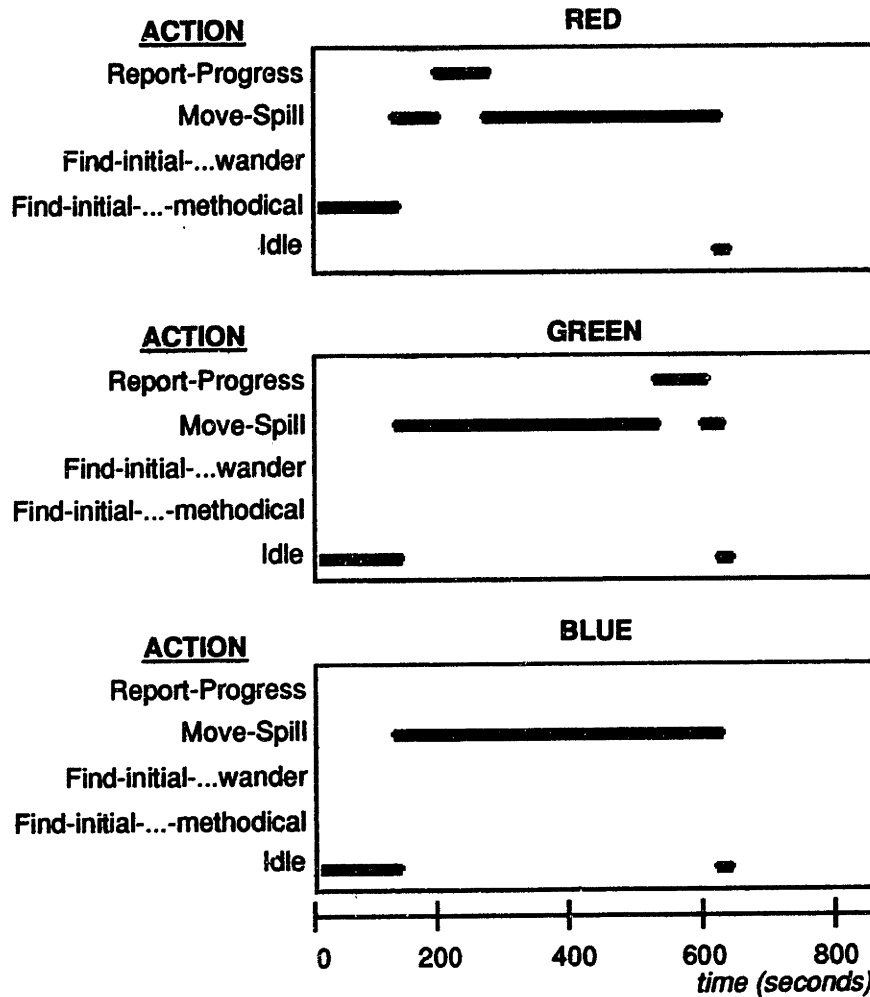 ACTION RED
Report-Progress
Move-Spill
Find-initial-...wander
Find-initial-...-methodical
Idle
ACTION GREEN
Report-Progress
Move-Spill
Find-initial-...wander
Find-initial-...-methodical
Idle
ACTION BLUE
Report-Progress
Move-Spill
Find-initial-...wander
Find-initial-...-methodical
Idle
0 200 400 600 800
time (seconds)